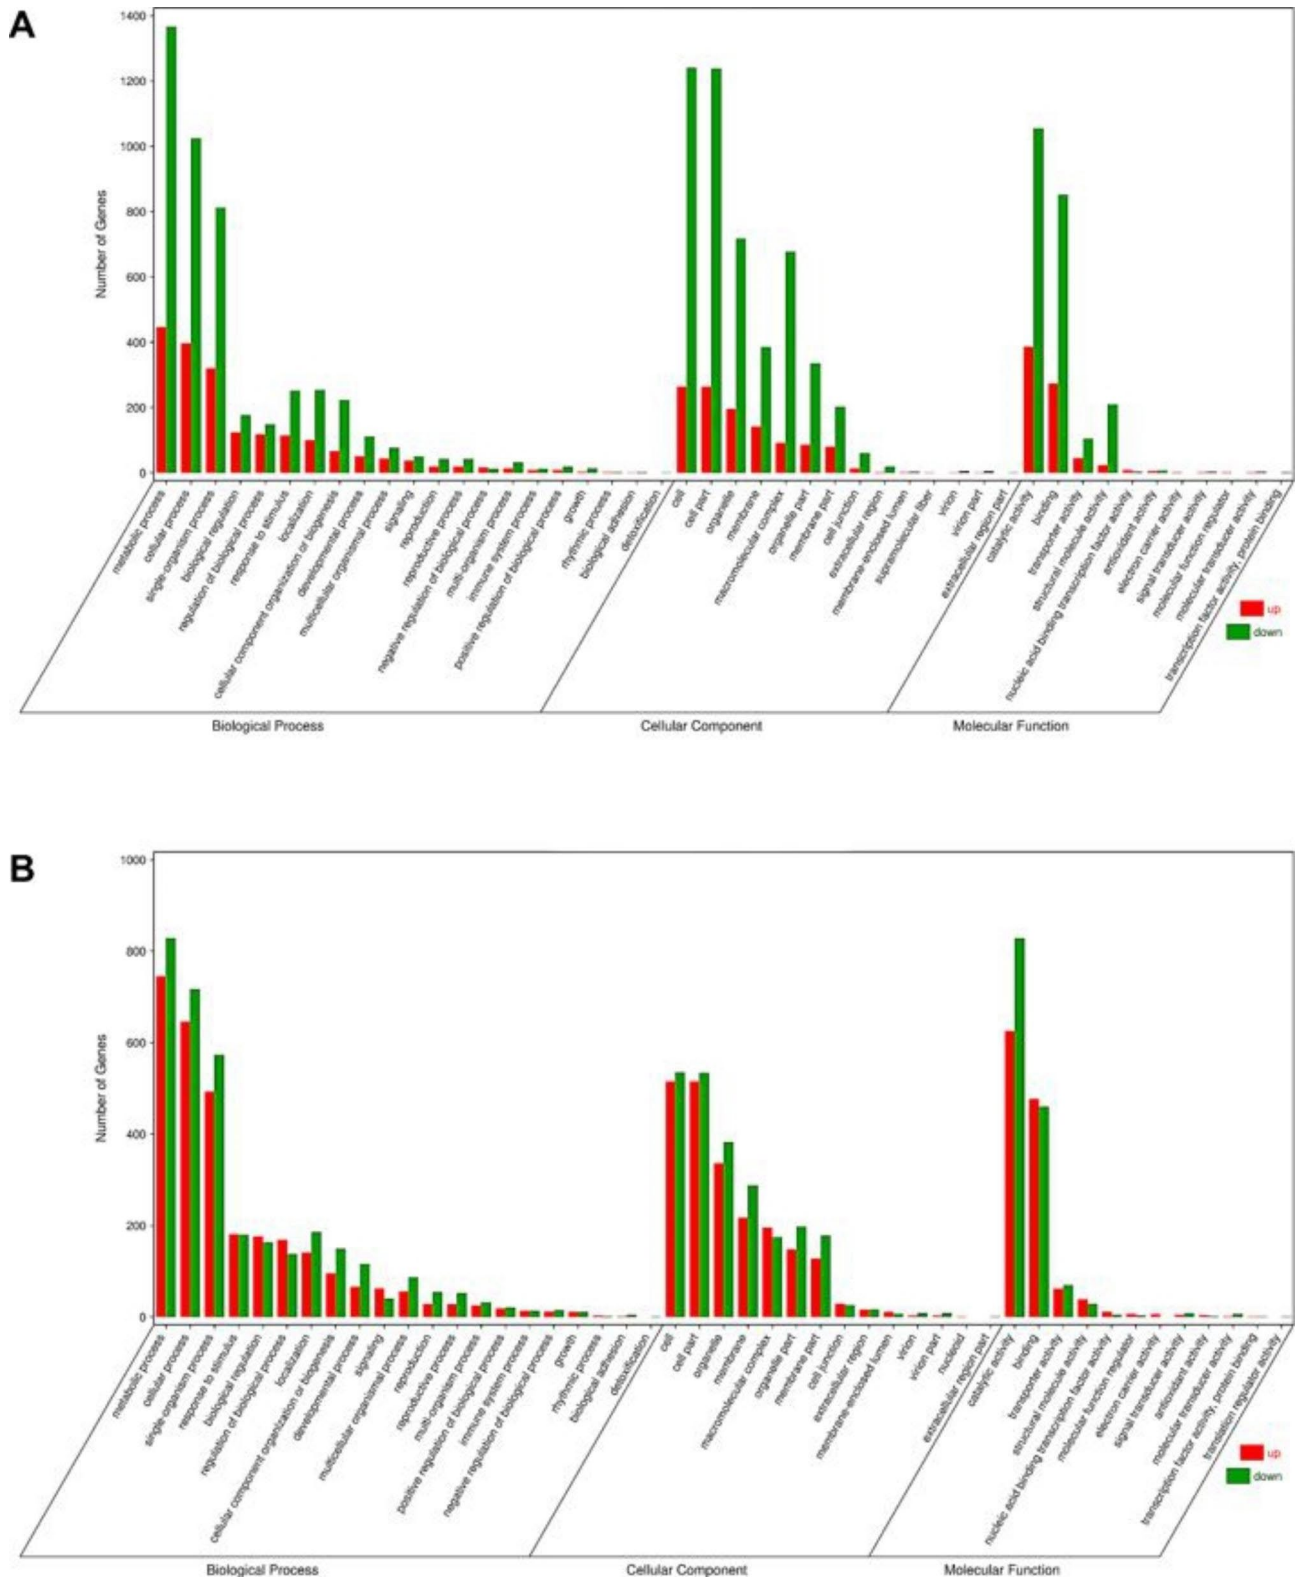 A
1400
1200
1000
800
600
400
200
0
Number of Genes
metabolic process
cellular process
single-organism process
biological regulation
regulation of biological process
response to stimulus
localization
cellular component organization or biogenesis
developmental process
multicellular organismal process
signaling
reproduction
reproductive process
negative regulation of biological process
multi-organism process
immune system process
positive regulation of biological process
growth
rhythmic process
biological adhesion
detoxification
cell
cell part
organelle
membrane
macromolecular complex
organelle part
membrane part
cell junction
extracellular region
membrane-enclosed lumen
supramolecular fiber
virion
virion part
extracellular region part
catalytic activity
binding
transporter activity
structural molecule activity
nucleic acid binding transcription factor activity
antioxidant activity
electron carrier activity
signal transducer activity
molecular function regulator
molecular transducer activity
transcription factor activity, protein binding
up
down
Biological Process
Cellular Component
Molecular Function
B
1000
800
600
400
200
0
Number of Genes
metabolic process
cellular process
single-organism process
response to stimulus
biological regulation
regulation of biological process
localization
cellular component organization or biogenesis
developmental process
signaling
multicellular organismal process
reproduction
reproductive process
multi-organism process
positive regulation of biological process
immune system process
negative regulation of biological process
growth
rhythmic process
biological adhesion
detoxification
cell
cell part
organelle
membrane
macromolecular complex
organelle part
membrane part
cell junction
extracellular region
membrane-enclosed lumen
virion
virion part
nucleoid
extracellular region part
catalytic activity
binding
transporter activity
structural molecule activity
nucleic acid binding transcription factor activity
molecular function regulator
electron carrier activity
signal transducer activity
antioxidant activity
molecular transducer activity
transcription factor activity, protein binding
translation regulator activity
up
down
Biological Process
Cellular Component
Molecular Function